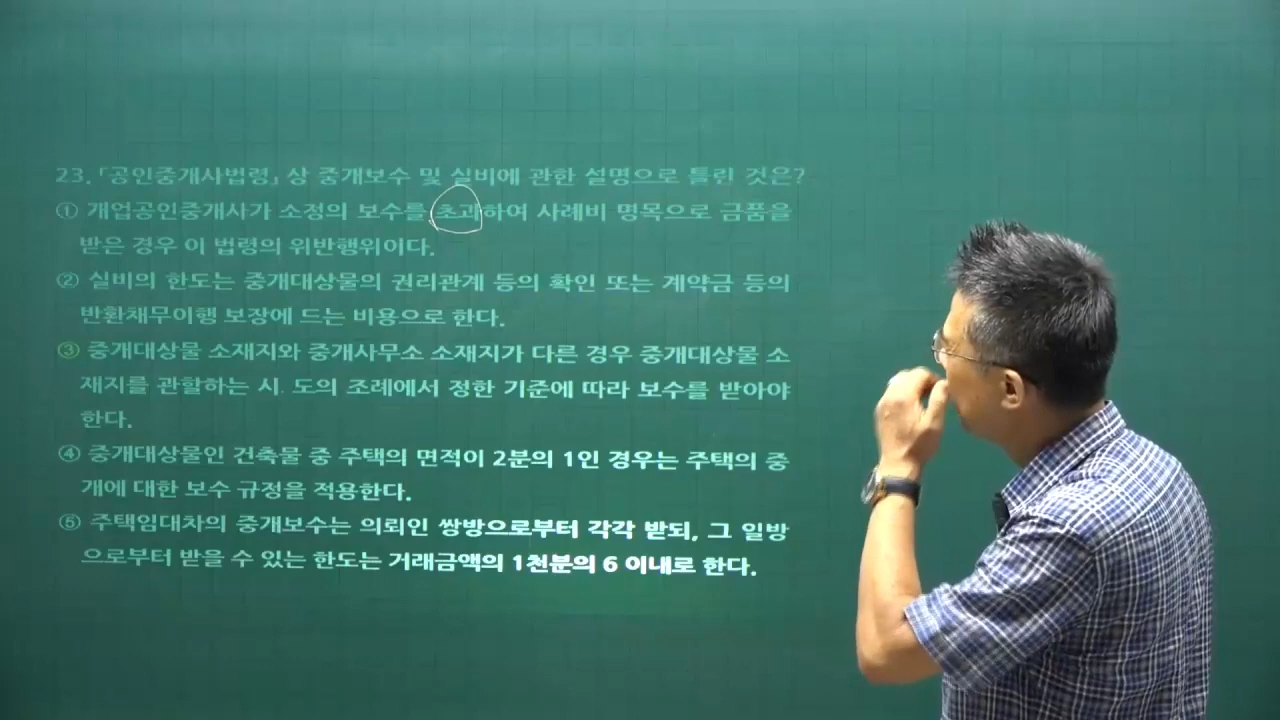 23. 「공인중개사법령」 상 중개보수 및 실비에 관한 설명으로 틀린 것은?
① 개업공인중개사가 소정의 보수를 초과하여 사례비 명목으로 금품을
받은 경우 이 법령의 위반행위이다.
② 실비의 한도는 중개대상물의 권리관계 등의 확인 또는 계약금 등의
반환채무이행 보장에 드는 비용으로 한다.
③ 중개대상물 소재지와 중개사무소 소재지가 다른 경우 중개대상물 소
재지를 관할하는 시. 도의 조례에서 정한 기준에 따라 보수를 받아야
한다.
④ 중개대상물인 건축물 중 주택의 면적이 2분의 1인 경우는 주택의 중
개에 대한 보수 규정을 적용한다.
⑤ 주택임대차의 중개보수는 의뢰인 쌍방으로부터 각각 받되, 그 일방
으로부터 받을 수 있는 한도는 거래금액의 1천분의 6 이내로 한다.